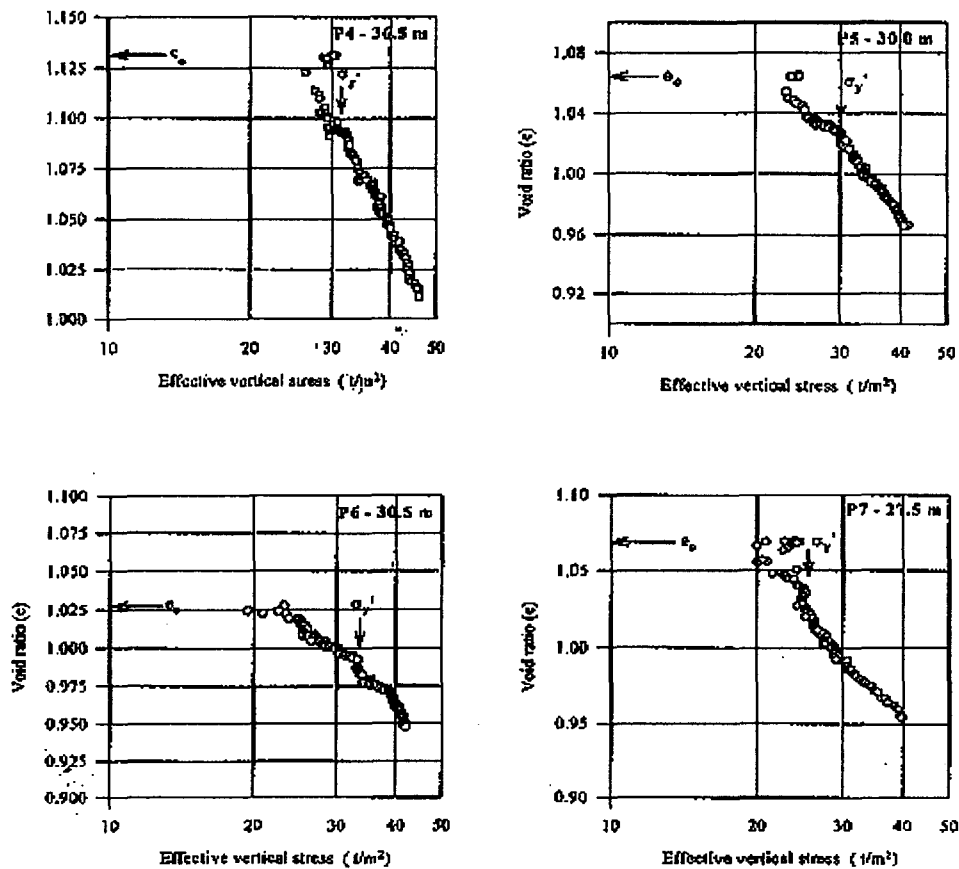 1.150
P4 - 30.5 m
e₀
1.125
σy'
1.100
1.075
1.050
1.025
1.000
10
20
30
40
50
Effective vertical stress ( t/m²)
1.08
P5 - 30.0 m
e₀
σy'
1.04
Void ratio (e)
1.00
0.96
0.92
10
20
30
40
50
Effective vertical stress ( t/m²)
1.100
P6 - 30.5 m
1.075
1.050
1.025
e₀
σy'
Void ratio (e)
1.000
0.975
0.950
0.925
0.900
10
20
30
40
50
Effective vertical stress ( t/m²)
1.10
P7 - 27.5 m
e₀
σy'
1.05
Void ratio (e)
1.00
0.95
0.90
10
20
30
40
50
Effective vertical stress ( t/m²)